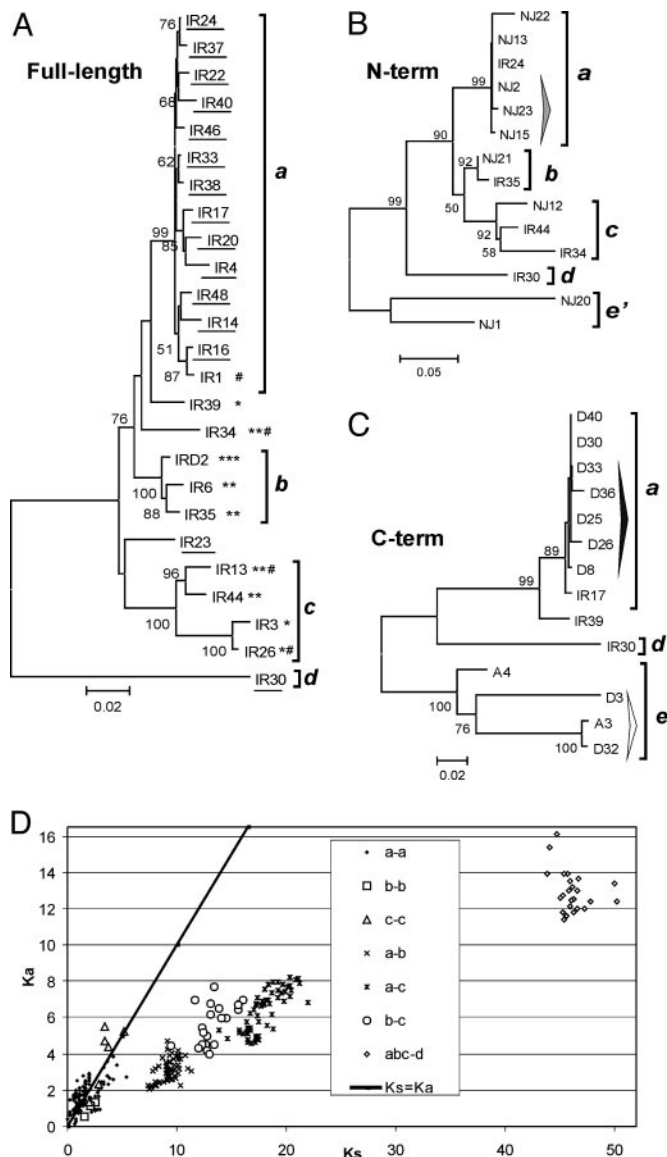 A
Full-length
76
IR24
IR37
IR22
68
IR40
IR46
62
IR33
IR38
a
IR17
99
85
IR20
IR4
IR48
IR14
51
IR16
87
IR1 #
76
IR39 *
IR34 **#
IRD2 ***
100
IR6 **
b
88
IR35 **
IR23
96
IR13 **#
IR44 **
c
100
IR3 *
100
IR26 *#
IR30
d
0.02
B
N-term
NJ22
NJ13
IR24
a
99
NJ2
NJ23
NJ15
90
92
NJ21
b
IR35
50
NJ12
92
IR44
c
58
IR34
IR30
d
NJ20
e'
NJ1
0.05
C
C-term
D40
D30
D33
a
D36
D25
D26
89
D8
99
IR17
IR39
IR30
d
A4
100
D3
e
76
A3
100
D32
0.02
D
Ka
16
14
12
10
8
6
4
2
0
a-a
b-b
c-c
a-b
a-c
b-c
abc-d
Ks=Ka
0 10 20 30 40 50
Ks